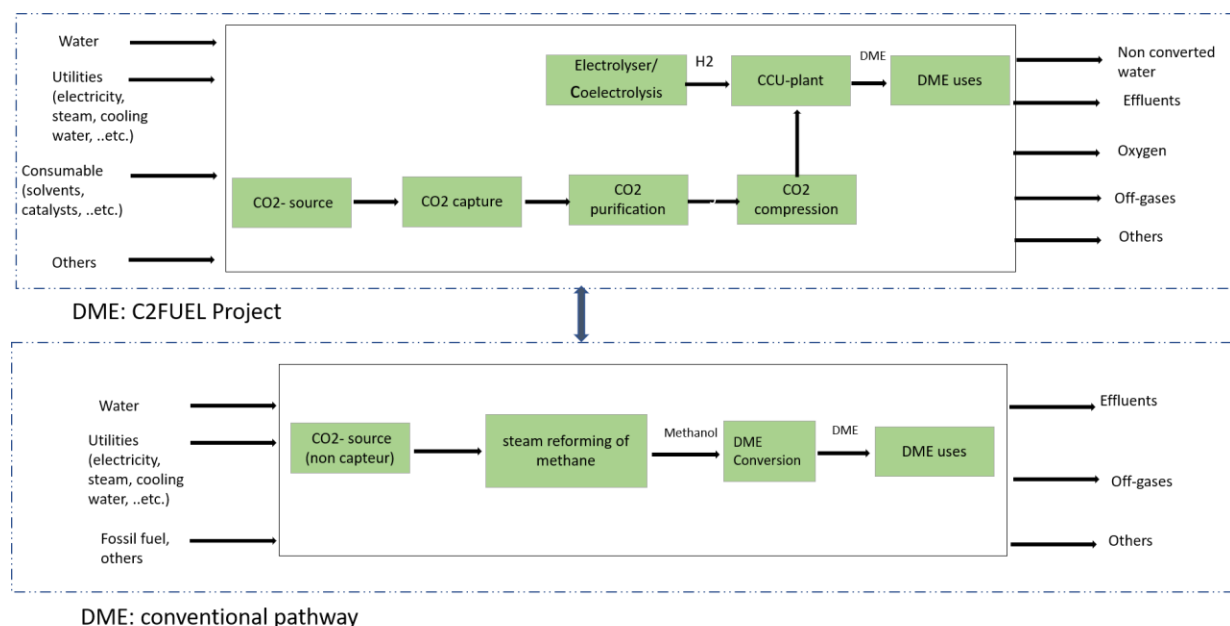 Water
Utilities
(electricity,
steam, cooling
water, ..etc.)
Consumable
(solvents,
catalysts, ..etc.)
Others
Electrolyser/
Coelectrolysis
H2
CCU-plant
DME
DME uses
CO2- source
CO2 capture
CO2
purification
CO2
compression
Non converted
water
Effluents
Oxygen
Off-gases
Others
DME: C2FUEL Project
Water
Utilities
(electricity,
steam, cooling
water, ..etc.)
Fossil fuel,
others
CO2- source
(non capteur)
steam reforming of
methane
Methanol
DME
Conversion
DME
DME uses
Effluents
Off-gases
Others
DME: conventional pathway